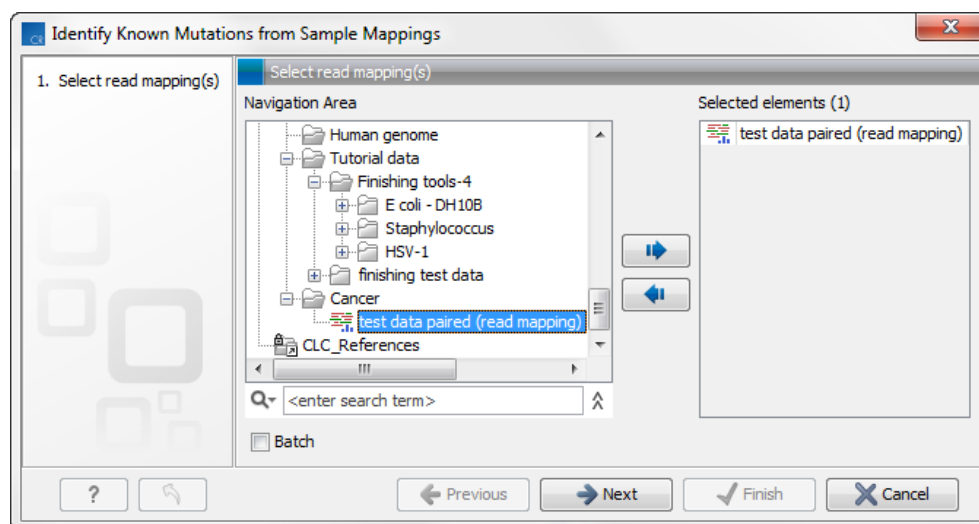 CR Identify Known Mutations from Sample Mappings X
1. Select read mapping(s)
Select read mapping(s)
Navigation Area
Human genome
Tutorial data
Finishing tools-4
E coli - DH10B
Staphylococcus
HSV-1
finishing test data
Cancer
test data paired (read mapping)
CLC_References
<enter search term>
Batch
Selected elements (1)
test data paired (read mapping)
?
Previous
Next
Finish
Cancel